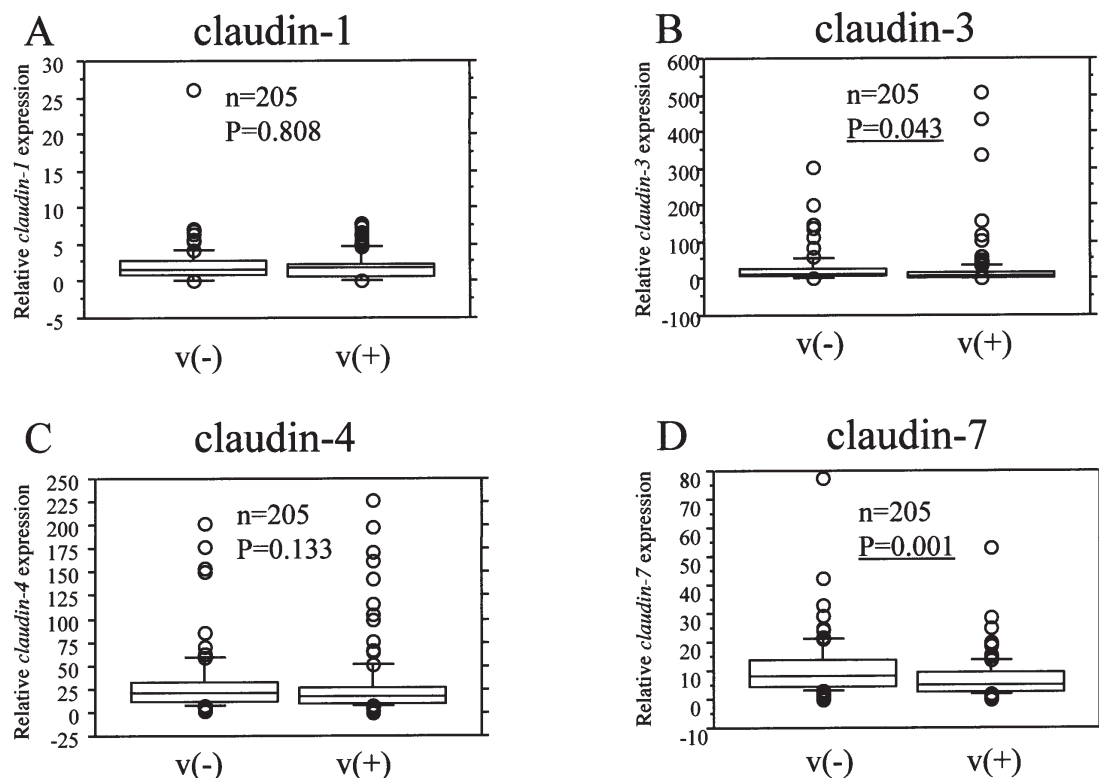 A claudin-1
Relative claudin-1 expression
30
25
20
15
10
5
0
-5
n=205
P=0.808
v(-) v(+)
B claudin-3
Relative claudin-3 expression
600
500
400
300
200
100
0
-100
n=205
P=0.043
v(-) v(+)
C claudin-4
Relative claudin-4 expression
250
225
200
175
150
125
100
75
50
25
0
-25
n=205
P=0.133
v(-) v(+)
D claudin-7
Relative claudin-7 expression
80
70
60
50
40
30
20
10
0
-10
n=205
P=0.001
v(-) v(+)